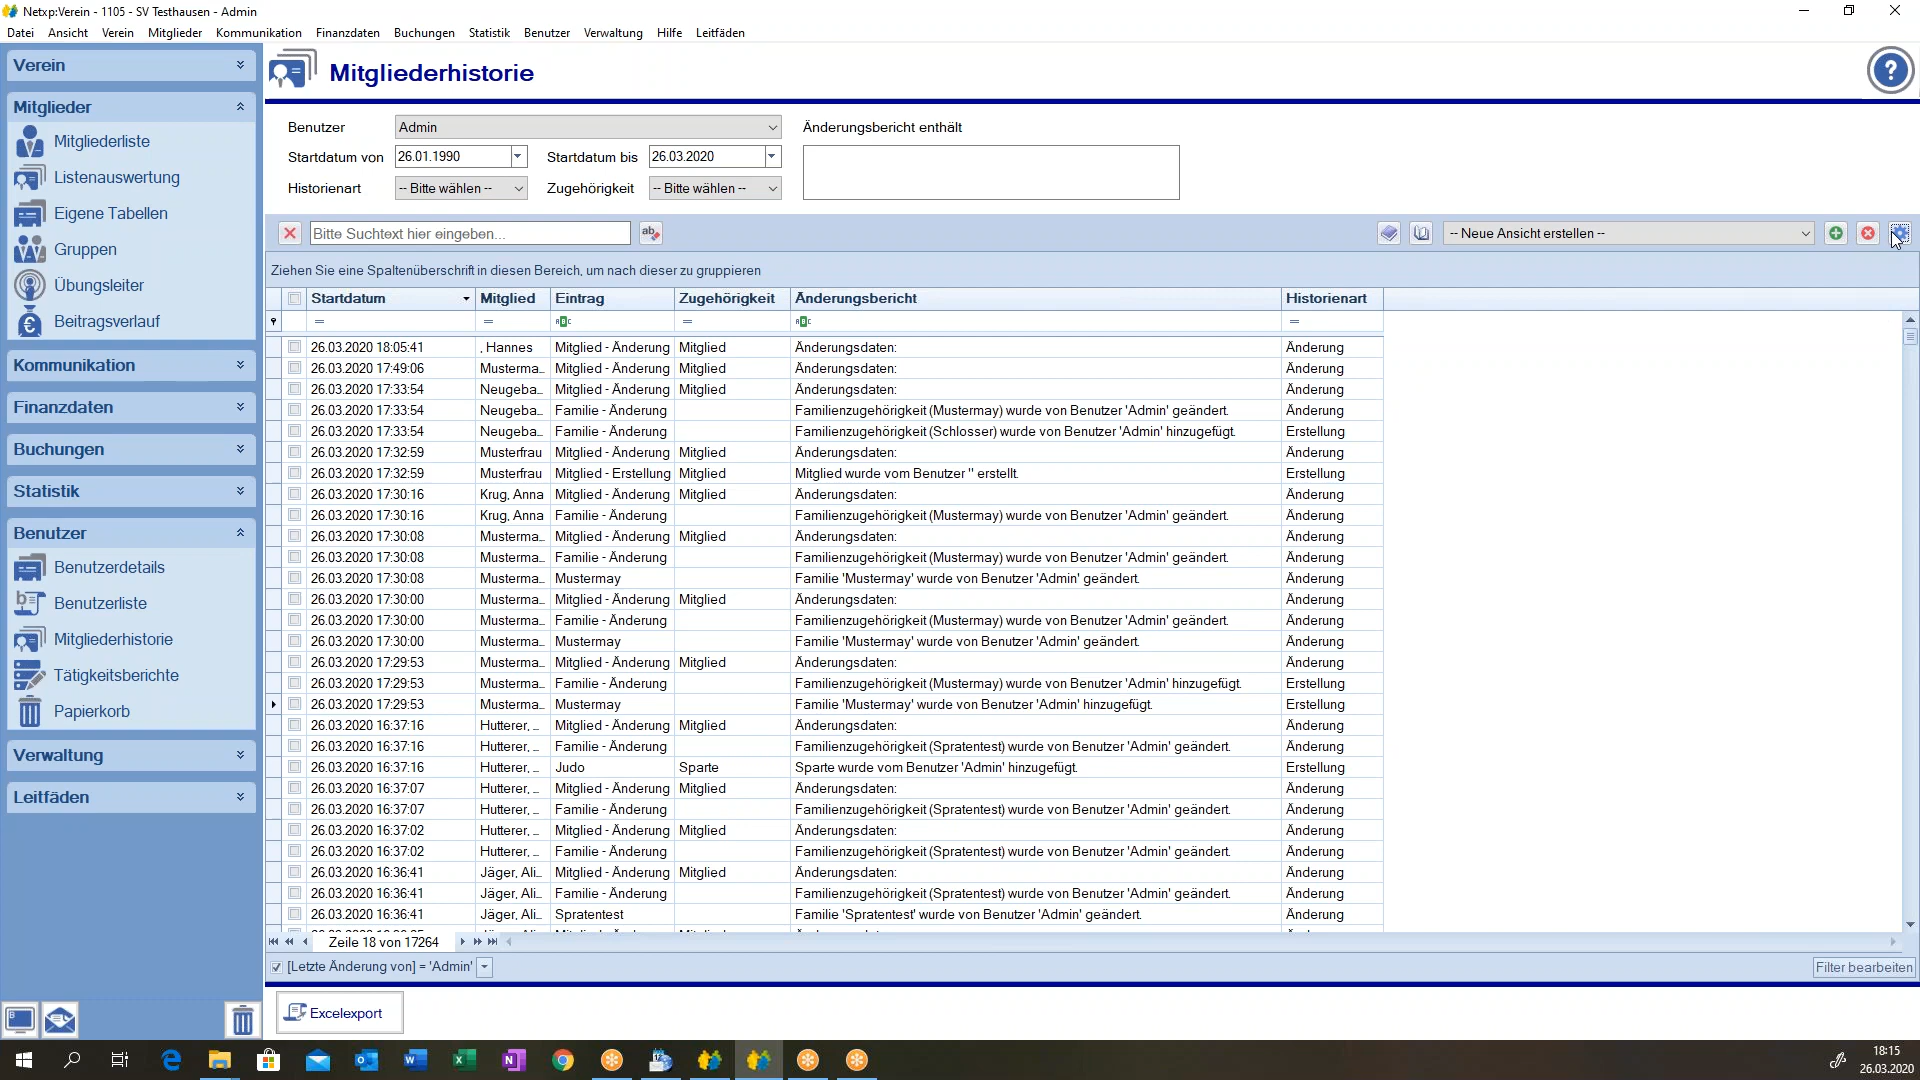 Netxp:Verein - 1105 - SV Testhausen - Admin
Datei Ansicht Verein Mitglieder Kommunikation Finanzdaten Buchungen Statistik Benutzer Verwaltung Hilfe Leitfäden
Verein
Mitglieder
Mitgliederliste
Listenauswertung
Eigene Tabellen
Gruppen
Übungsleiter
Beitragsverlauf
Kommunikation
Finanzdaten
Buchungen
Statistik
Benutzer
Benutzerdetails
Benutzerliste
Mitgliederhistorie
Tätigkeitsberichte
Papierkorb
Verwaltung
Leitfäden
Mitgliederhistorie
Benutzer Admin Änderungsbericht enthält
Startdatum von 26.01.1990 Startdatum bis 26.03.2020
Historienart -- Bitte wählen -- Zugehörigkeit -- Bitte wählen --
Bitte Suchtext hier eingeben... -- Neue Ansicht erstellen --
Ziehen Sie eine Spaltenüberschrift in diesen Bereich, um nach dieser zu gruppieren
Startdatum Mitglied Eintrag Zugehörigkeit Änderungsbericht Historienart
26.03.2020 18:05:41 , Hannes Mitglied - Änderung Mitglied Änderungsdaten: Änderung
26.03.2020 17:49:06 Musterma... Mitglied - Änderung Mitglied Änderungsdaten: Änderung
26.03.2020 17:33:54 Neugeba... Mitglied - Änderung Mitglied Änderungsdaten: Änderung
26.03.2020 17:33:54 Neugeba... Familie - Änderung Familienzugehörigkeit (Mustermay) wurde von Benutzer 'Admin' geändert. Änderung
26.03.2020 17:33:54 Neugeba... Familie - Änderung Familienzugehörigkeit (Schlosser) wurde von Benutzer 'Admin' hinzugefügt. Erstellung
26.03.2020 17:32:59 Musterfrau Mitglied - Änderung Mitglied Änderungsdaten: Änderung
26.03.2020 17:32:59 Musterfrau Mitglied - Erstellung Mitglied Mitglied wurde vom Benutzer '' erstellt. Erstellung
26.03.2020 17:30:16 Krug, Anna Mitglied - Änderung Mitglied Änderungsdaten: Änderung
26.03.2020 17:30:16 Krug, Anna Familie - Änderung Familienzugehörigkeit (Mustermay) wurde von Benutzer 'Admin' geändert. Änderung
26.03.2020 17:30:08 Musterma... Mitglied - Änderung Mitglied Änderungsdaten: Änderung
26.03.2020 17:30:08 Musterma... Familie - Änderung Familienzugehörigkeit (Mustermay) wurde von Benutzer 'Admin' geändert. Änderung
26.03.2020 17:30:08 Musterma... Mustermay Familie 'Mustermay' wurde von Benutzer 'Admin' geändert. Änderung
26.03.2020 17:30:00 Musterma... Mitglied - Änderung Mitglied Änderungsdaten: Änderung
26.03.2020 17:30:00 Musterma... Familie - Änderung Familienzugehörigkeit (Mustermay) wurde von Benutzer 'Admin' geändert. Änderung
26.03.2020 17:30:00 Musterma... Mustermay Familie 'Mustermay' wurde von Benutzer 'Admin' geändert. Änderung
26.03.2020 17:29:53 Musterma... Mitglied - Änderung Mitglied Änderungsdaten: Änderung
26.03.2020 17:29:53 Musterma... Familie - Änderung Familienzugehörigkeit (Mustermay) wurde von Benutzer 'Admin' hinzugefügt. Erstellung
26.03.2020 17:29:53 Musterma... Mustermay Familie 'Mustermay' wurde von Benutzer 'Admin' hinzugefügt. Erstellung
26.03.2020 16:37:16 Hutterer, ... Mitglied - Änderung Mitglied Änderungsdaten: Änderung
26.03.2020 16:37:16 Hutterer, ... Familie - Änderung Familienzugehörigkeit (Spratentest) wurde von Benutzer 'Admin' geändert. Änderung
26.03.2020 16:37:16 Hutterer, ... Judo Sparte Sparte wurde vom Benutzer 'Admin' hinzugefügt. Erstellung
26.03.2020 16:37:07 Hutterer, ... Mitglied - Änderung Mitglied Änderungsdaten: Änderung
26.03.2020 16:37:07 Hutterer, ... Familie - Änderung Familienzugehörigkeit (Spratentest) wurde von Benutzer 'Admin' geändert. Änderung
26.03.2020 16:37:02 Hutterer, ... Mitglied - Änderung Mitglied Änderungsdaten: Änderung
26.03.2020 16:37:02 Hutterer, ... Familie - Änderung Familienzugehörigkeit (Spratentest) wurde von Benutzer 'Admin' geändert. Änderung
26.03.2020 16:36:41 Jäger, Ali... Mitglied - Änderung Mitglied Änderungsdaten: Änderung
26.03.2020 16:36:41 Jäger, Ali... Familie - Änderung Familienzugehörigkeit (Spratentest) wurde von Benutzer 'Admin' geändert. Änderung
26.03.2020 16:36:41 Jäger, Ali... Spratentest Familie 'Spratentest' wurde von Benutzer 'Admin' geändert. Änderung
Zeile 18 von 17264
[Letzte Änderung von] = 'Admin' Filter bearbeiten
Excelexport
18:15
26.03.2020